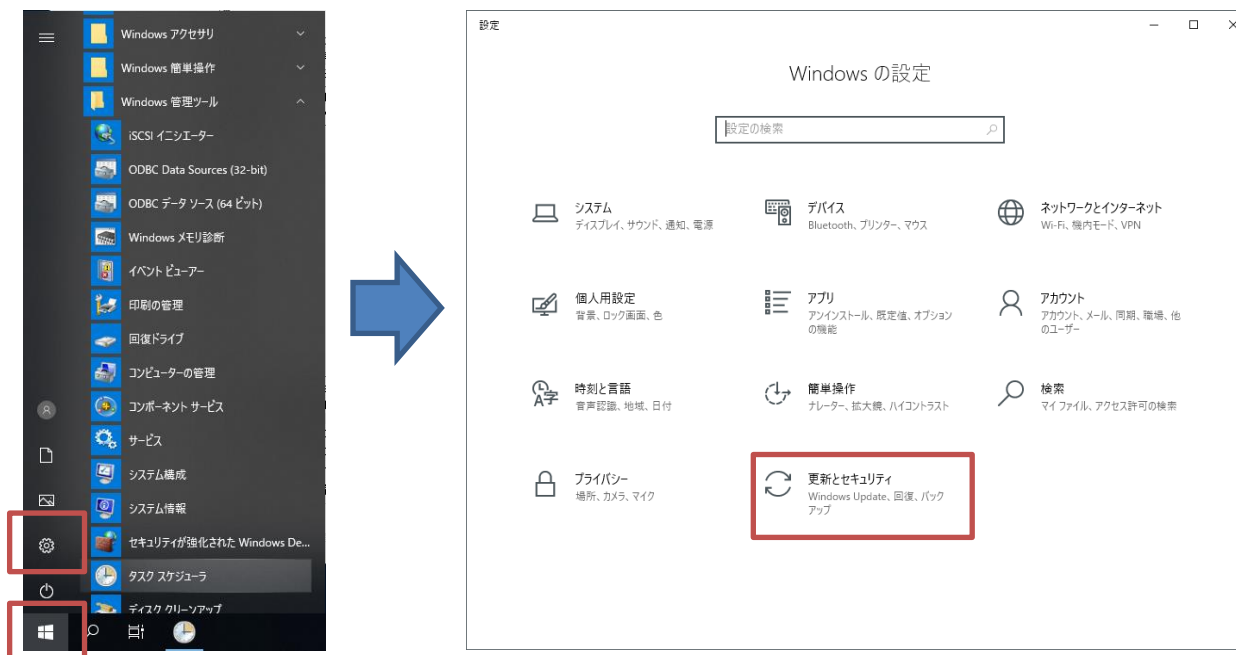 Windows アクセサリ
Windows 簡単操作
Windows 管理ツール
iSCSI イニシエーター
ODBC Data Sources (32-bit)
ODBC データ ソース (64 ビット)
Windows メモリ診断
イベント ビューアー
印刷の管理
回復ドライブ
コンピューターの管理
コンポーネント サービス
サービス
システム構成
システム情報
セキュリティが強化された Windows De...
タスク スケジューラ
ディスク クリーンアップ
設定
Windows の設定
設定の検索
システム
ディスプレイ、サウンド、通知、電源
デバイス
Bluetooth、プリンター、マウス
ネットワークとインターネット
Wi-Fi、機内モード、VPN
個人用設定
背景、ロック画面、色
アプリ
アンインストール、既定値、オプション
の機能
アカウント
アカウント、メール、同期、職場、他
のユーザー
時刻と言語
音声認識、地域、日付
簡単操作
ナレーター、拡大鏡、ハイコントラスト
検索
マイ ファイル、アクセス許可の検索
プライバシー
場所、カメラ、マイク
更新とセキュリティ
Windows Update、回復、バック
アップ